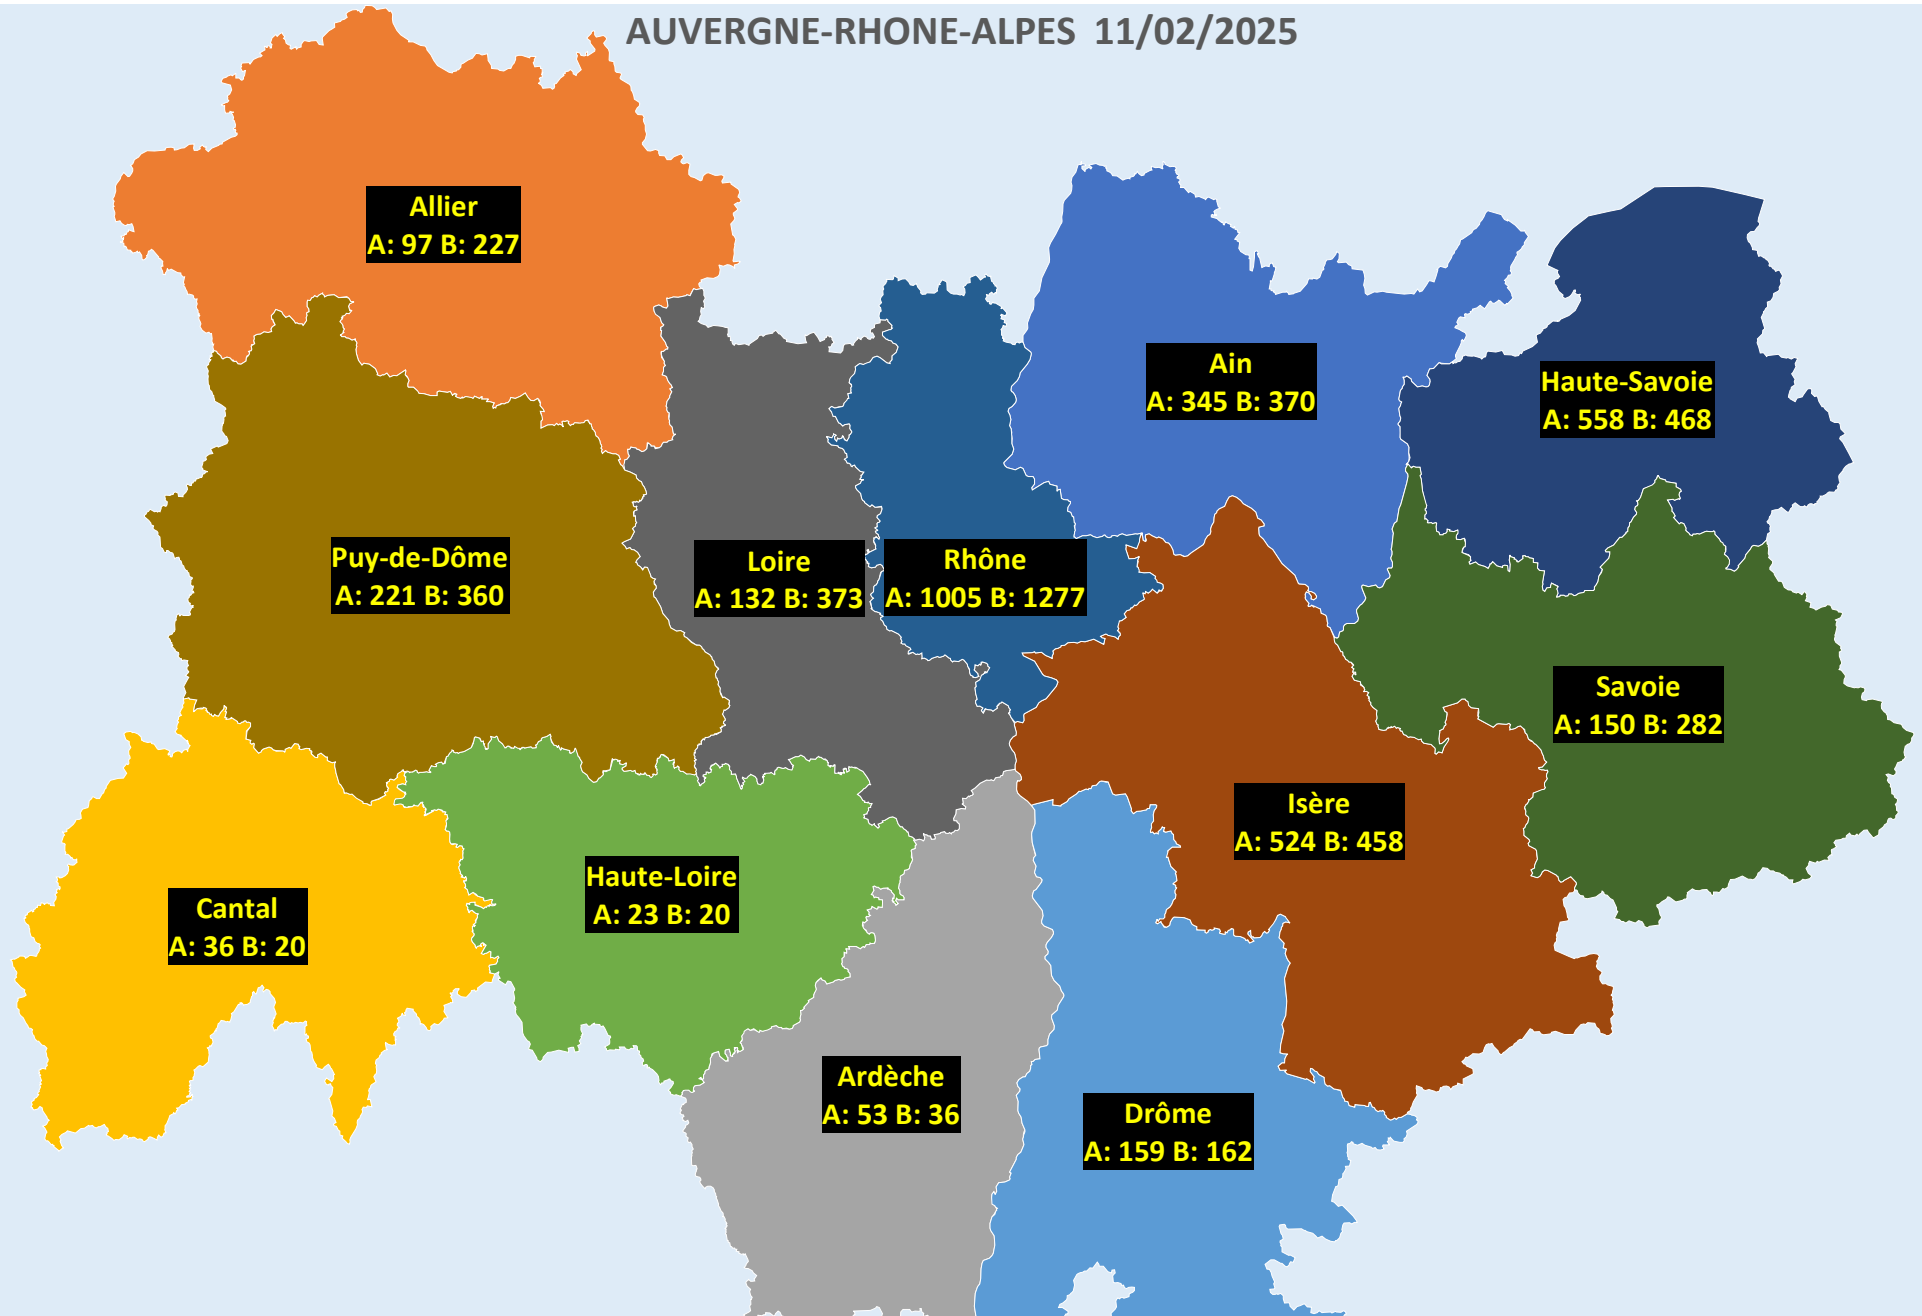 AUVERGNE-RHONE-ALPES 11/02/2025
Allier
A: 97 B: 227
Ain
A: 345 B: 370
Haute-Savoie
A: 558 B: 468
Puy-de-Dôme
A: 221 B: 360
Loire
A: 132 B: 373
Rhône
A: 1005 B: 1277
Savoie
A: 150 B: 282
Isère
A: 524 B: 458
Haute-Loire
A: 23 B: 20
Cantal
A: 36 B: 20
Ardèche
A: 53 B: 36
Drôme
A: 159 B: 162